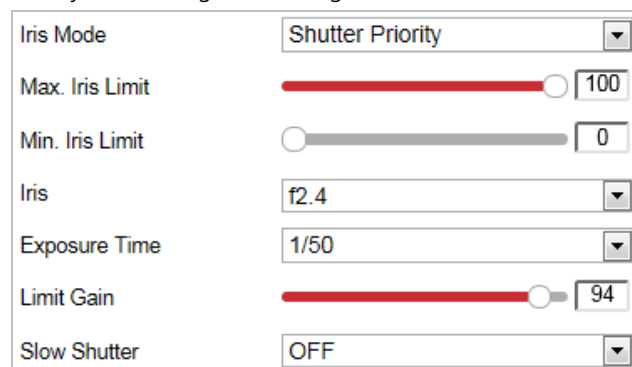 Iris Mode Shutter Priority
Max. Iris Limit 100
Min. Iris Limit 0
Iris f2.4
Exposure Time 1/50
Limit Gain 94
Slow Shutter OFF